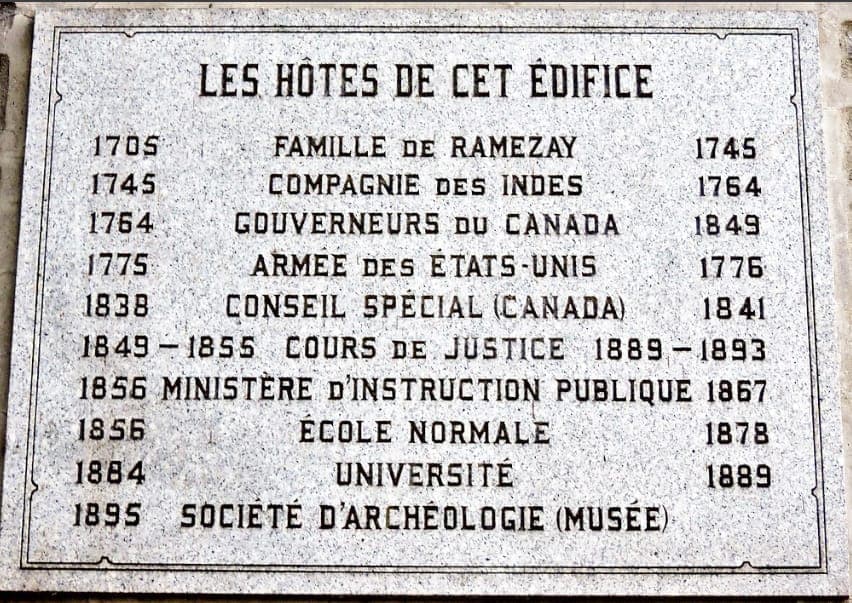 LES HÔTES DE CET ÉDIFICE
1705 FAMILLE DE RAMEZAY 1745
1745 COMPAGNIE DES INDES 1764
1764 GOUVERNEURS DU CANADA 1849
1775 ARMÉE DES ÉTATS-UNIS 1776
1838 CONSEIL SPÉCIAL (CANADA) 1841
1849-1855 COURS DE JUSTICE 1889-1893
1856 MINISTÈRE D'INSTRUCTION PUBLIQUE 1867
1856 ÉCOLE NORMALE 1878
1884 UNIVERSITÉ 1889
1895 SOCIÉTÉ D'ARCHÉOLOGIE (MUSÉE)